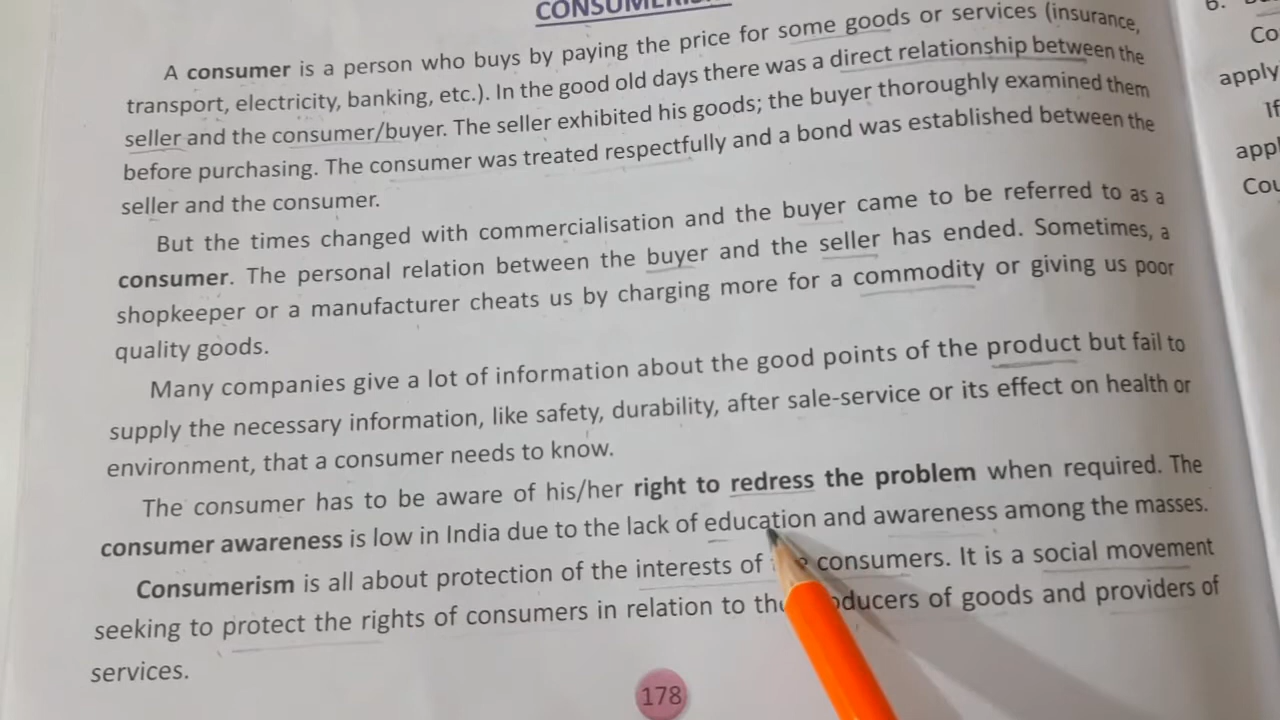 A consumer is a person who buys by paying the price for some goods or services (insurance,
transport, electricity, banking, etc.). In the good old days there was a direct relationship between the
seller and the consumer/buyer. The seller exhibited his goods; the buyer thoroughly examined them
before purchasing. The consumer was treated respectfully and a bond was established between the
seller and the consumer.
But the times changed with commercialisation and the buyer came to be referred to as a
consumer. The personal relation between the buyer and the seller has ended. Sometimes, a
shopkeeper or a manufacturer cheats us by charging more for a commodity or giving us poor
quality goods.
Many companies give a lot of information about the good points of the product but fail to
supply the necessary information, like safety, durability, after sale-service or its effect on health or
environment, that a consumer needs to know.
The consumer has to be aware of his/her right to redress the problem when required. The
consumer awareness is low in India due to the lack of education and awareness among the masses.
Consumerism is all about protection of the interests of consumers. It is a social movement
seeking to protect the rights of consumers in relation to the of goods and providers of
services.
178
6.
Co
apply
If